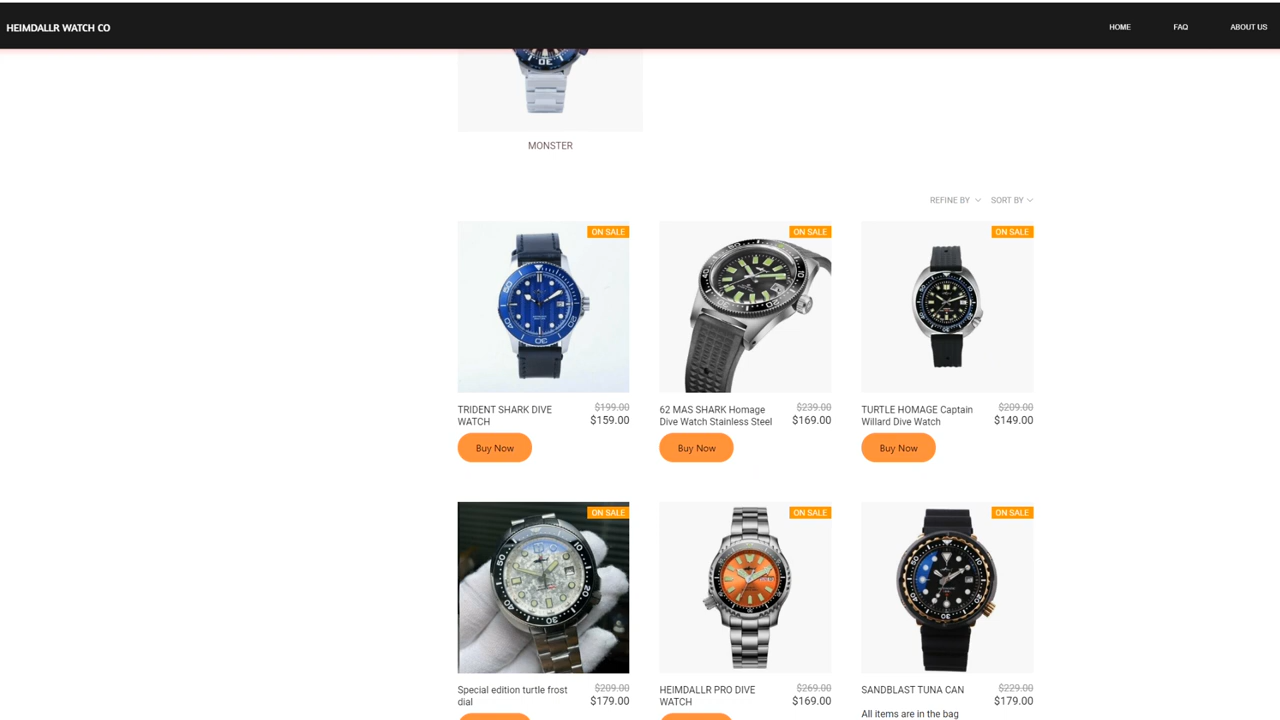 HEIMDALLR WATCH CO
HOME
FAQ
ABOUT US
MONSTER
REFINE BY
SORT BY
ON SALE
ON SALE
ON SALE
TRIDENT SHARK DIVE
WATCH
$199.00
$159.00
Buy Now
62 MAS SHARK Homage
Dive Watch Stainless Steel
$239.00
$169.00
Buy Now
TURTLE HOMAGE Captain
Willard Dive Watch
$209.00
$149.00
Buy Now
ON SALE
ON SALE
ON SALE
Special edition turtle frost
dial
$209.00
$179.00
HEIMDALLR PRO DIVE
WATCH
$269.00
$169.00
SANDBLAST TUNA CAN
$229.00
$179.00
All items are in the bag